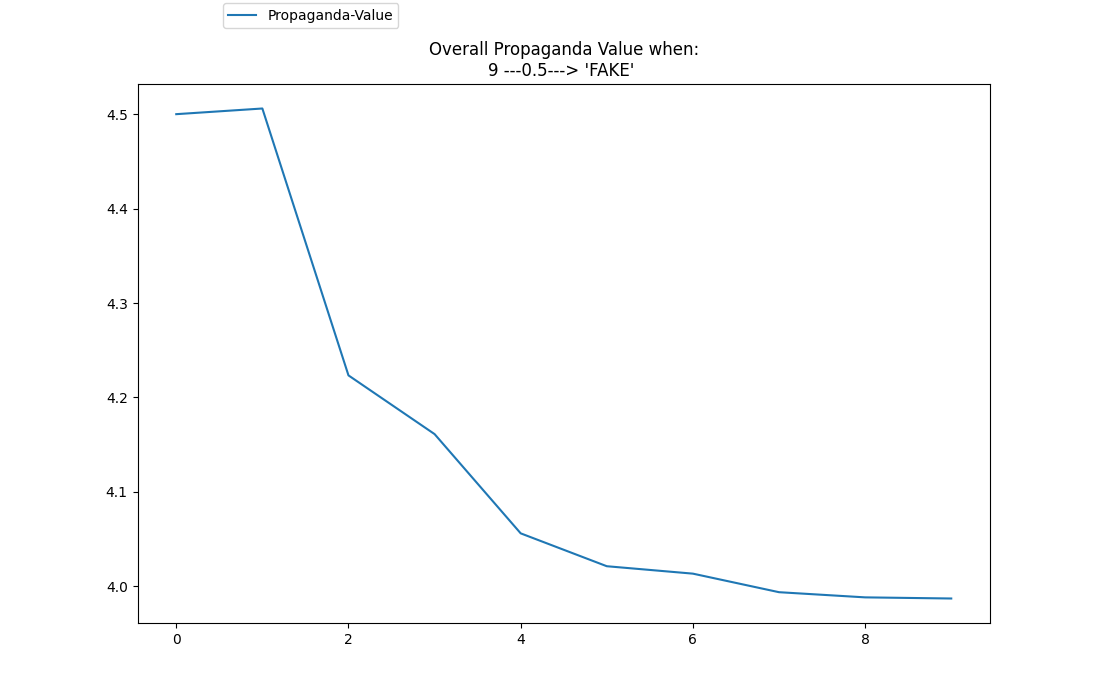 Propaganda-Value
Overall Propaganda Value when:
9 ---0.5---> 'FAKE'
4.5
4.4
4.3
4.2
4.1
4.0
0 2 4 6 8